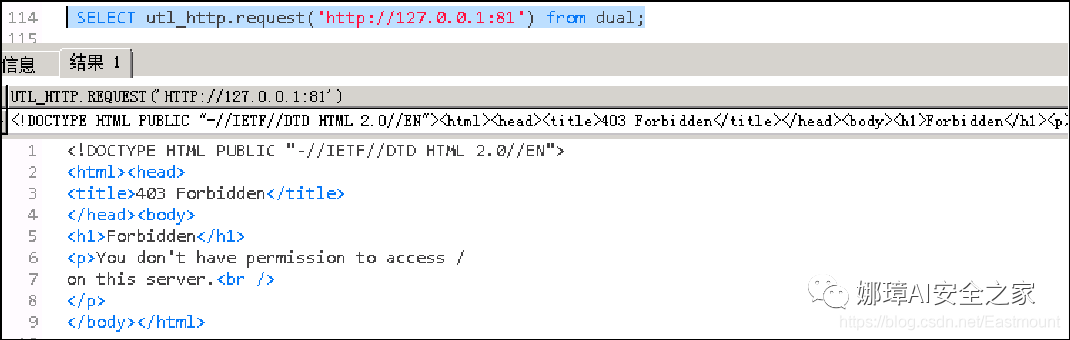 114 SELECT utl_http.request('http://127.0.0.1:81') from dual;
115
信息 结果 1
UTL_HTTP.REQUEST('HTTP://127.0.0.1:81')
<!DOCTYPE HTML PUBLIC "-//IETF//DTD HTML 2.0//EN"><html><head><title>403 Forbidden</title></head><body><h1>Forbidden</h1><p>
1 <!DOCTYPE HTML PUBLIC "-//IETF//DTD HTML 2.0//EN">
2 <html><head>
3 <title>403 Forbidden</title>
4 </head><body>
5 <h1>Forbidden</h1>
6 <p>You don't have permission to access /
7 on this server.<br />
8 </p>
9 </body></html>
娜璋AI安全之家
https://blog.csdn.net/Eastmount